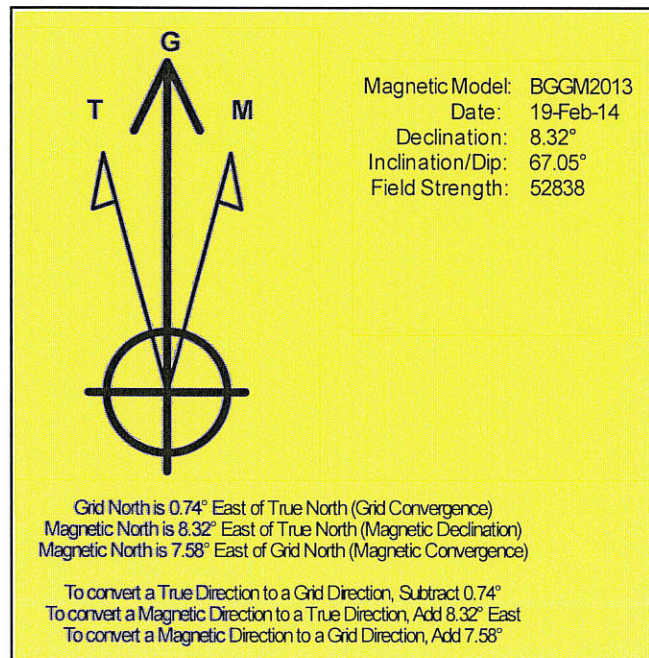 G
T M
Magnetic Model: BGGM2013
Date: 19-Feb-14
Declination: 8.32°
Inclination/Dip: 67.05°
Field Strength: 52838
Grid North is 0.74° East of True North (Grid Convergence)
Magnetic North is 8.32° East of True North (Magnetic Declination)
Magnetic North is 7.58° East of Grid North (Magnetic Convergence)
To convert a True Direction to a Grid Direction, Subtract 0.74°
To convert a Magnetic Direction to a True Direction, Add 8.32° East
To convert a Magnetic Direction to a Grid Direction, Add 7.58°